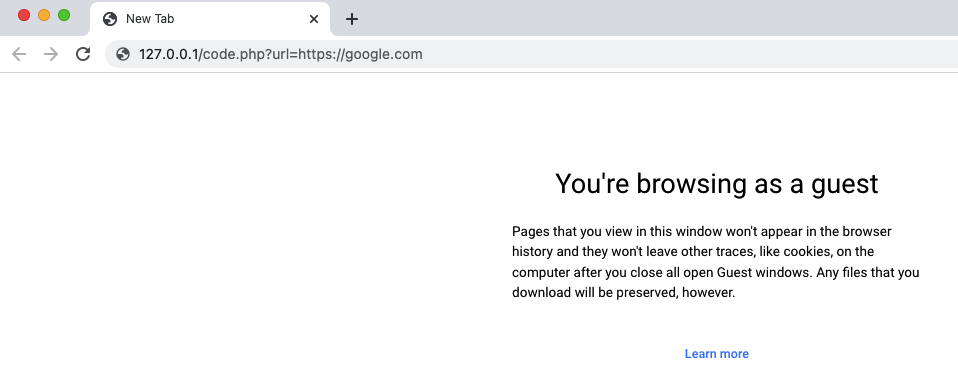 New Tab
127.0.0.1/code.php?url=https://google.com
You're browsing as a guest
Pages that you view in this window won't appear in the browser
history and they won't leave other traces, like cookies, on the
computer after you close all open Guest windows. Any files that you
download will be preserved, however.
Learn more